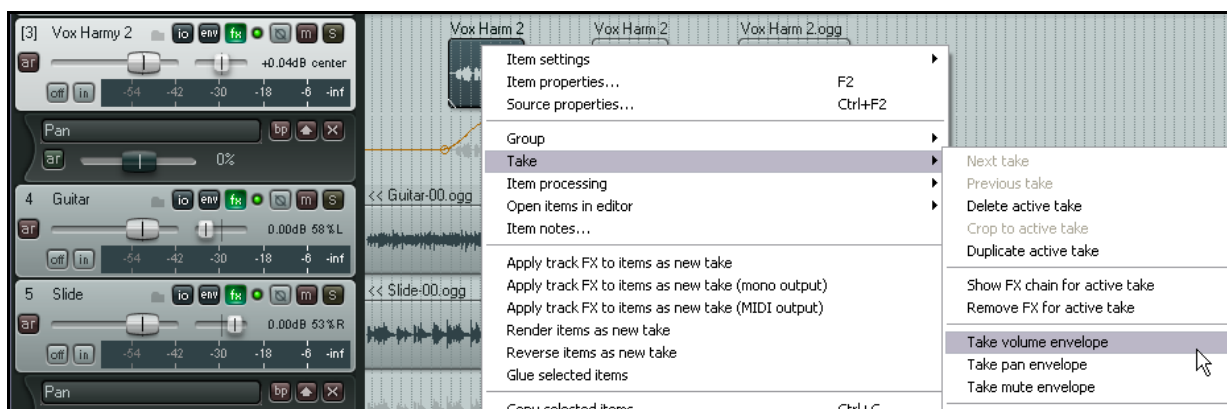 [3] Vox Harmy 2 io env fx m s
ar +0.04dB center
off in -54 -42 -30 -18 -6 -inf
Pan bp
ar 0%
4 Guitar io env fx m s
ar 0.00dB 58%L
off in -54 -42 -30 -18 -6 -inf
5 Slide io env fx m s
ar 0.00dB 53%R
off in -54 -42 -30 -18 -6 -inf
Pan bp
Vox Harm 2 Vox Harm 2 Vox Harm 2.ogg
<< Guitar-00.ogg
<< Slide-00.ogg
Item settings
Item properties... F2
Source properties... Ctrl+F2
Group
Take
Item processing
Open items in editor
Item notes...
Apply track FX to items as new take
Apply track FX to items as new take (mono output)
Apply track FX to items as new take (MIDI output)
Render items as new take
Reverse items as new take
Glue selected items
Copy selected items Ctrl+C
Next take
Previous take
Delete active take
Crop to active take
Duplicate active take
Show FX chain for active take
Remove FX for active take
Take volume envelope
Take pan envelope
Take mute envelope